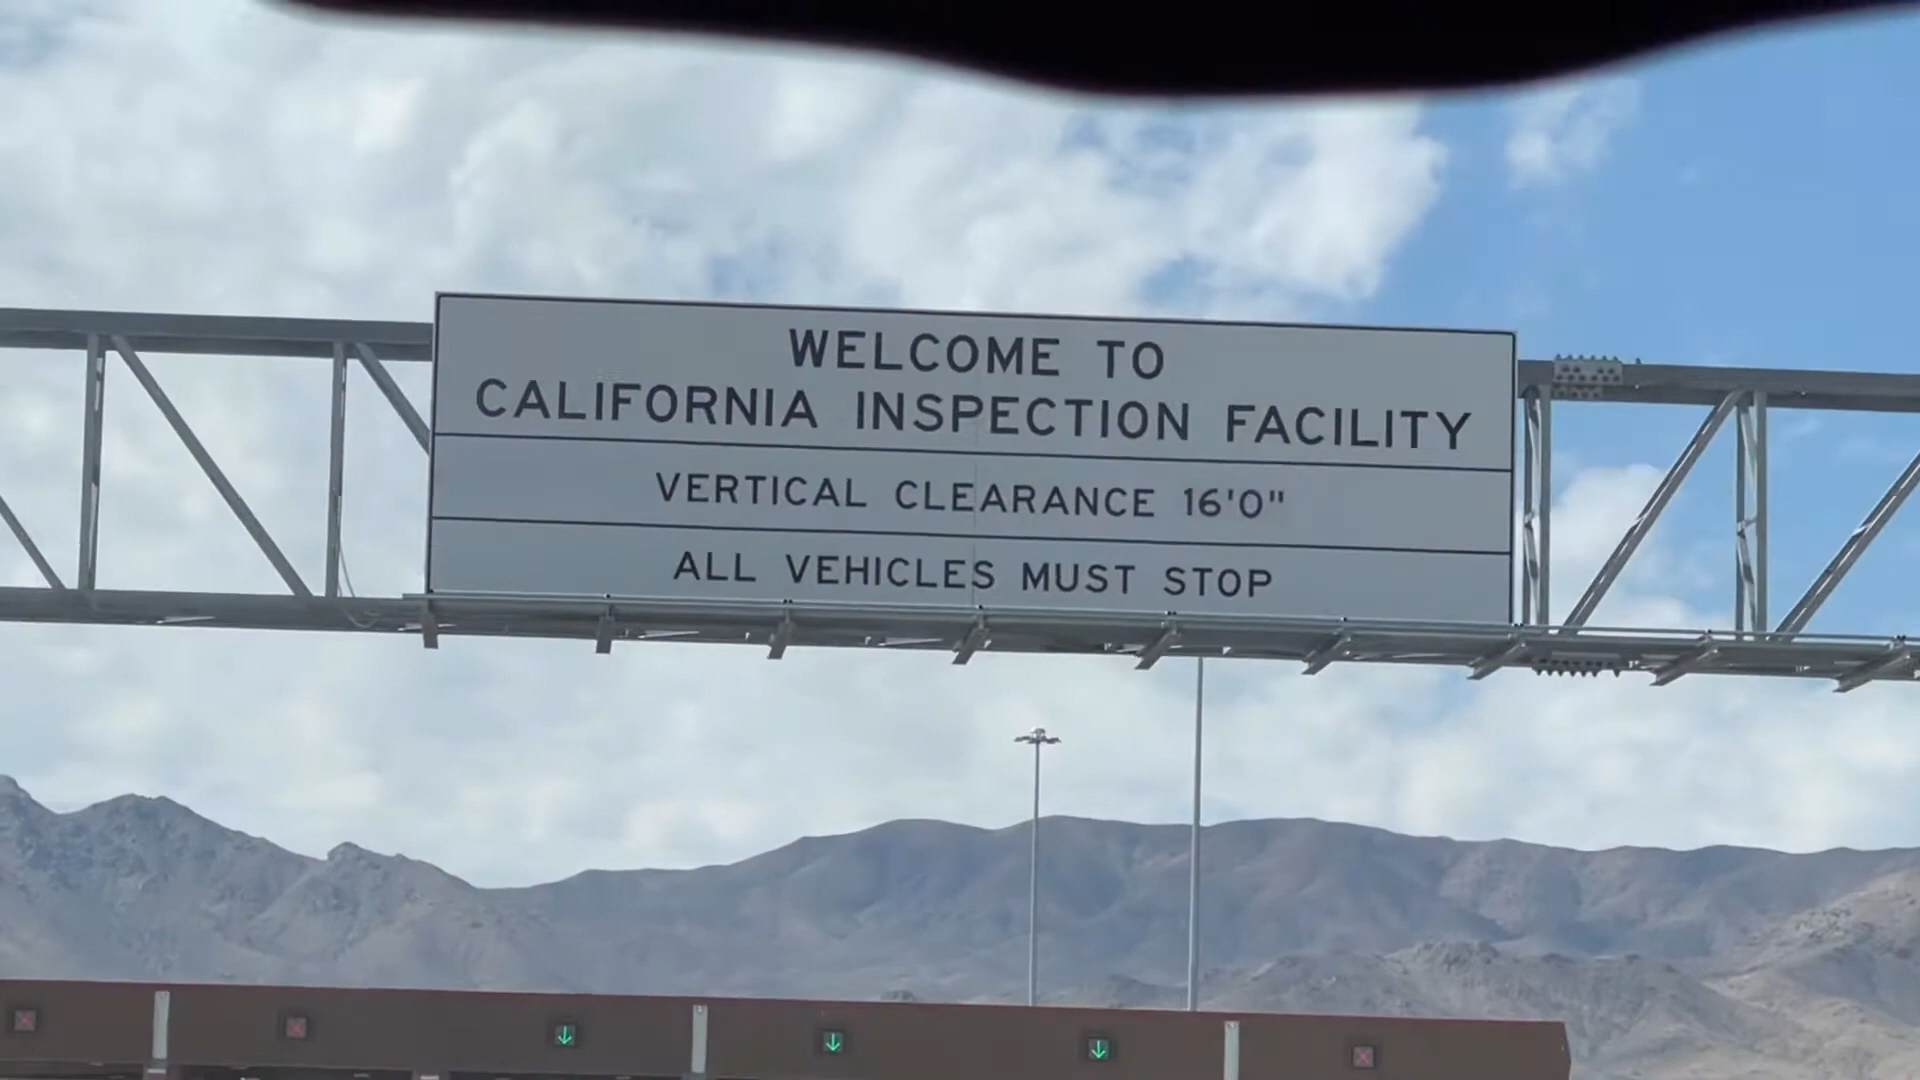 WELCOME TO
CALIFORNIA INSPECTION FACILITY
VERTICAL CLEARANCE 16'0"
ALL VEHICLES MUST STOP